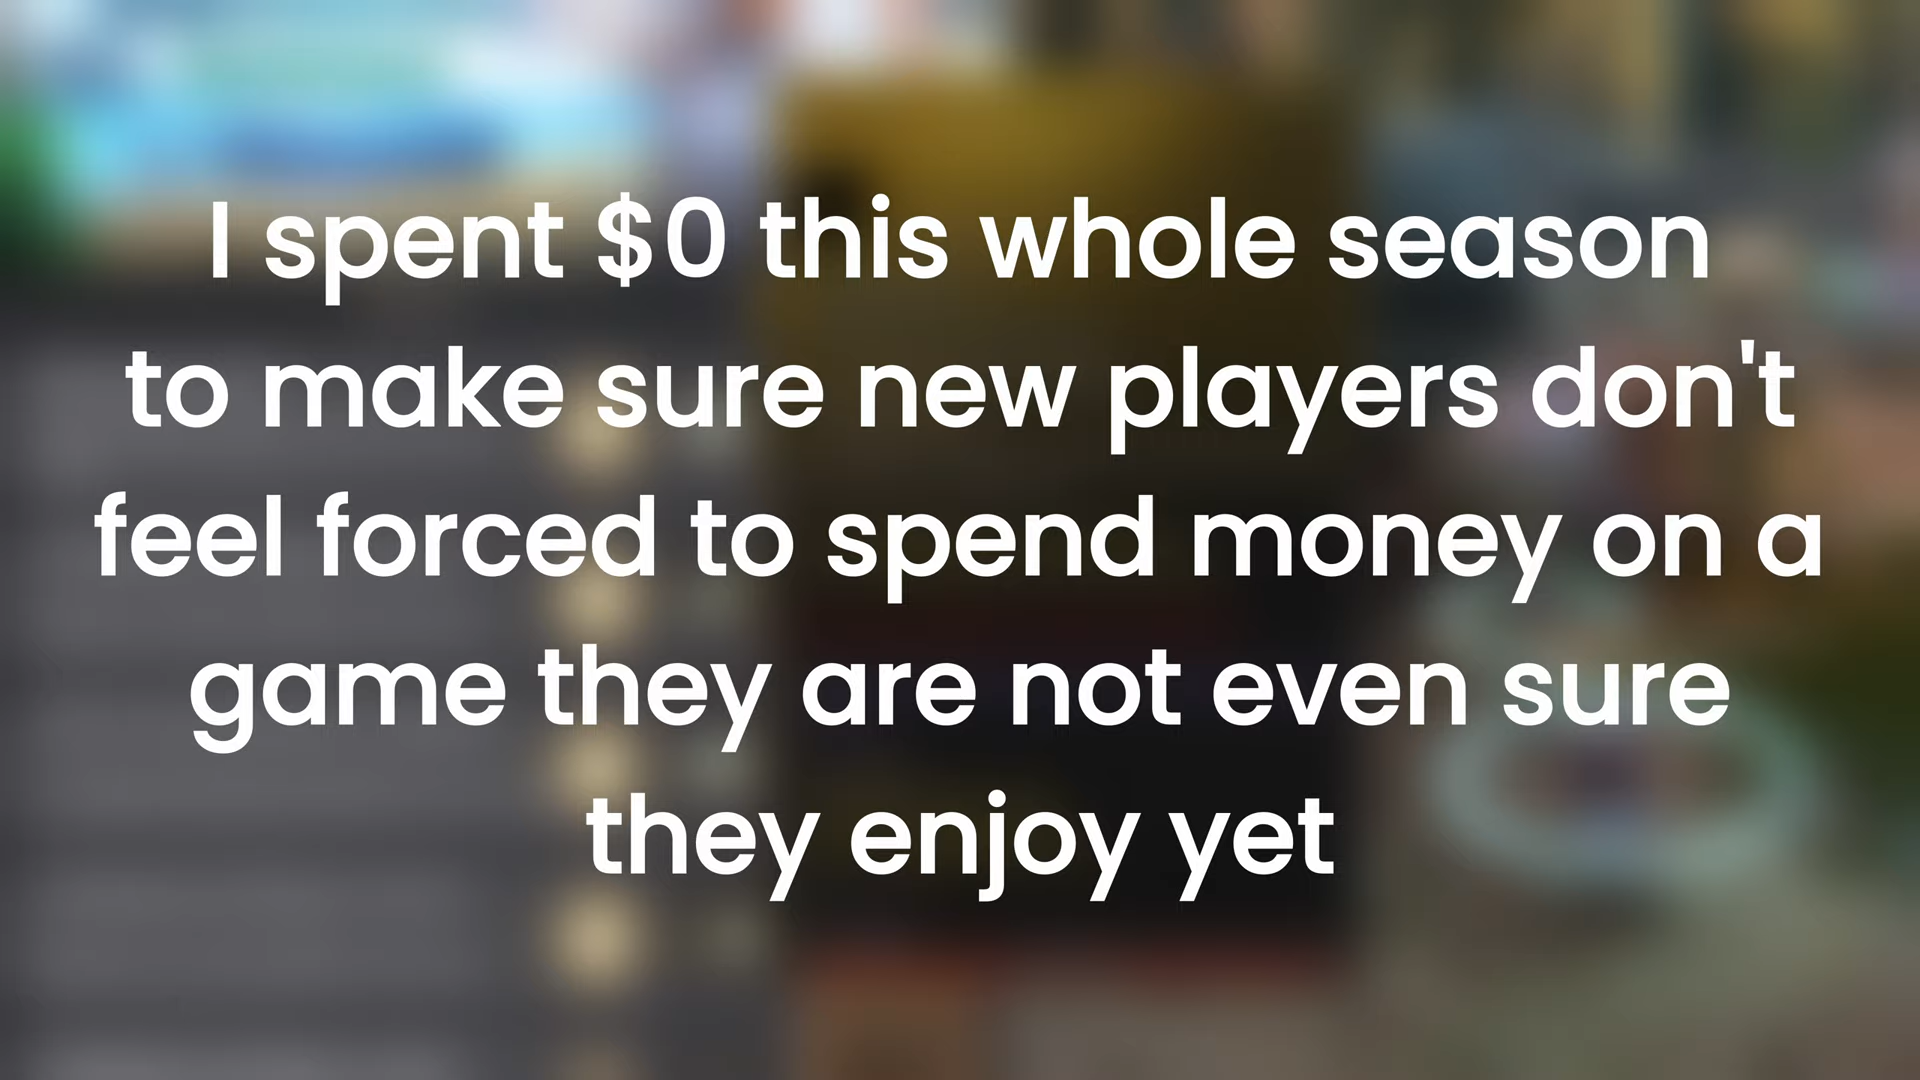 I spent $0 this whole season
to make sure new players don't
feel forced to spend money on a
game they are not even sure
they enjoy yet